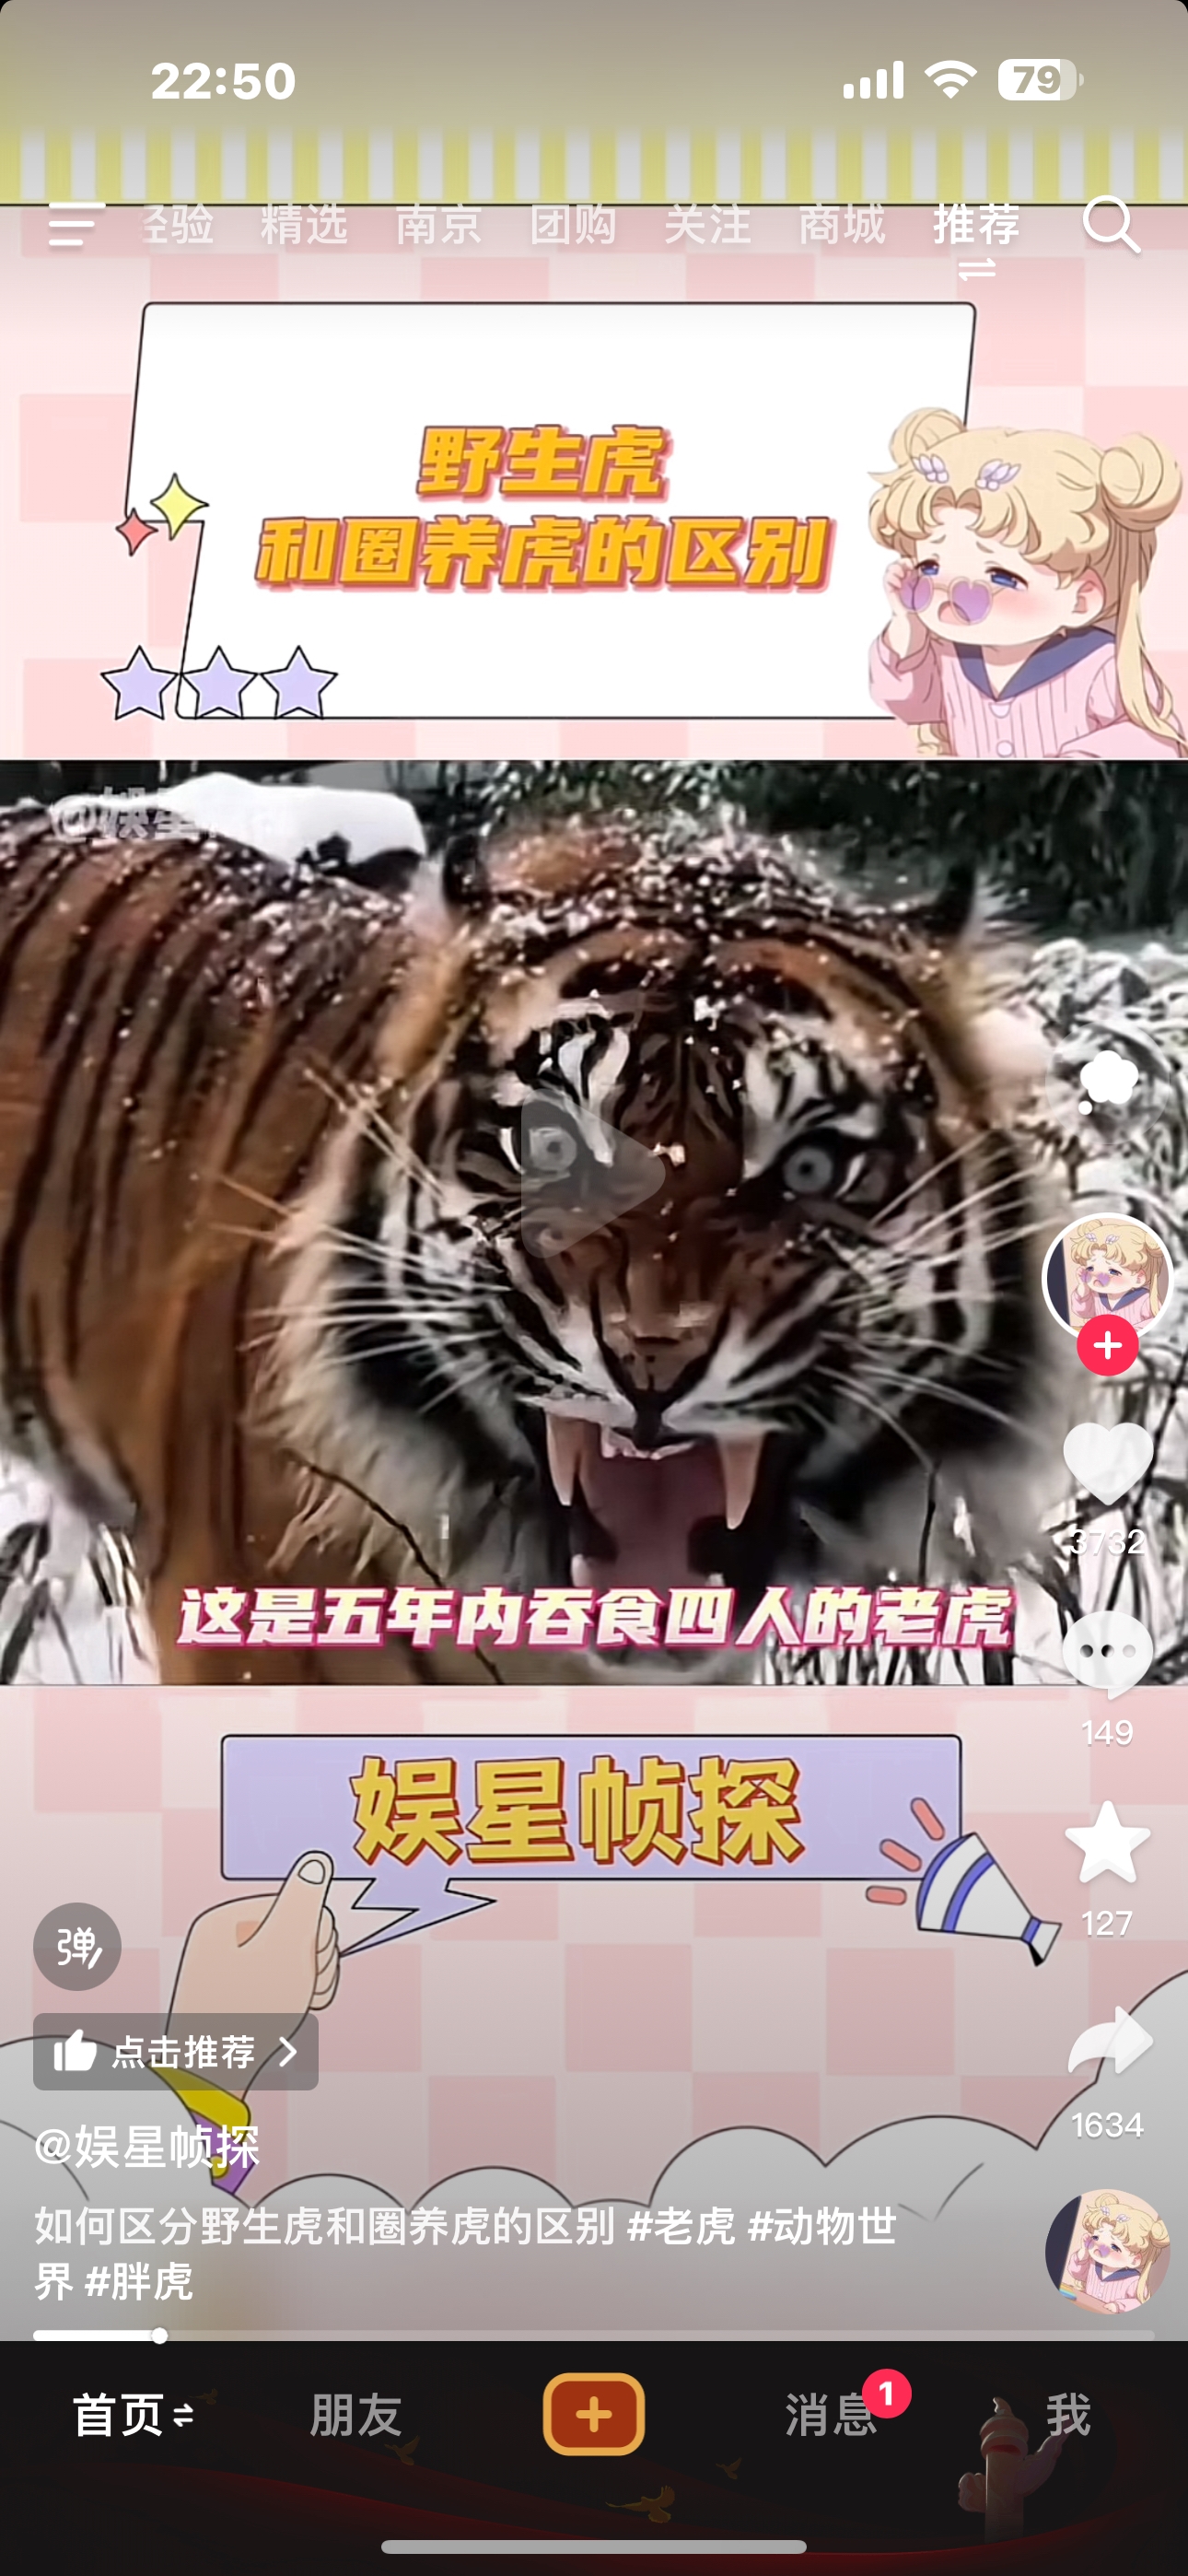 22:50
79
经验 精选 南京 团购 关注 商城 推荐
野生虎
和圈养虎的区别
@娱星
这是五年内吞食四人的老虎
3732
149
娱星帧探
127
弹
点击推荐
1634
@娱星帧探
如何区分野生虎和圈养虎的区别 #老虎 #动物世
界 #胖虎
首页 朋友 消息 1 我